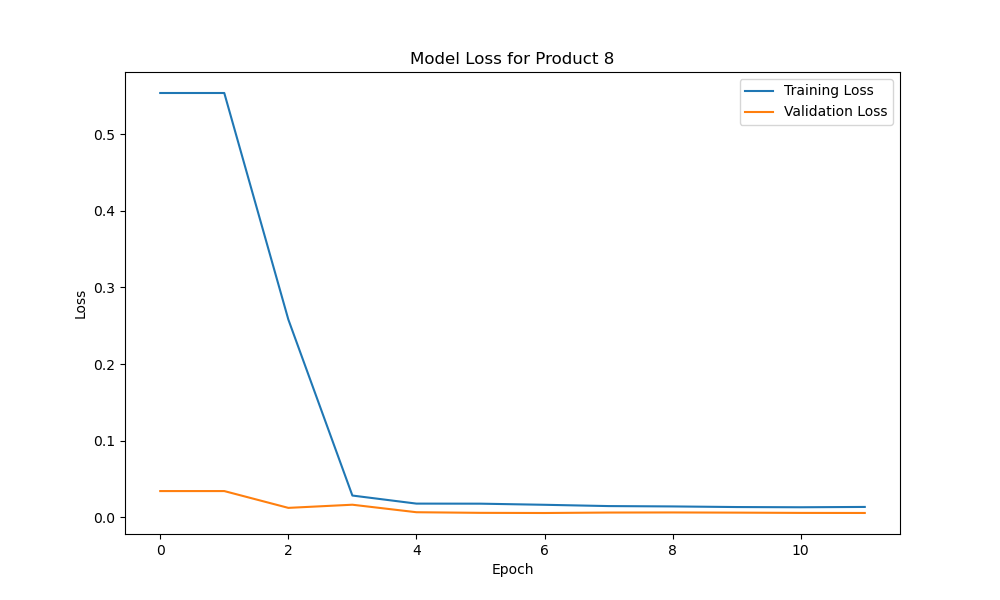 Model Loss for Product 8
Training Loss
Validation Loss
0.5
0.4
0.3
0.2
0.1
0.0
Loss
0 2 4 6 8 10
Epoch